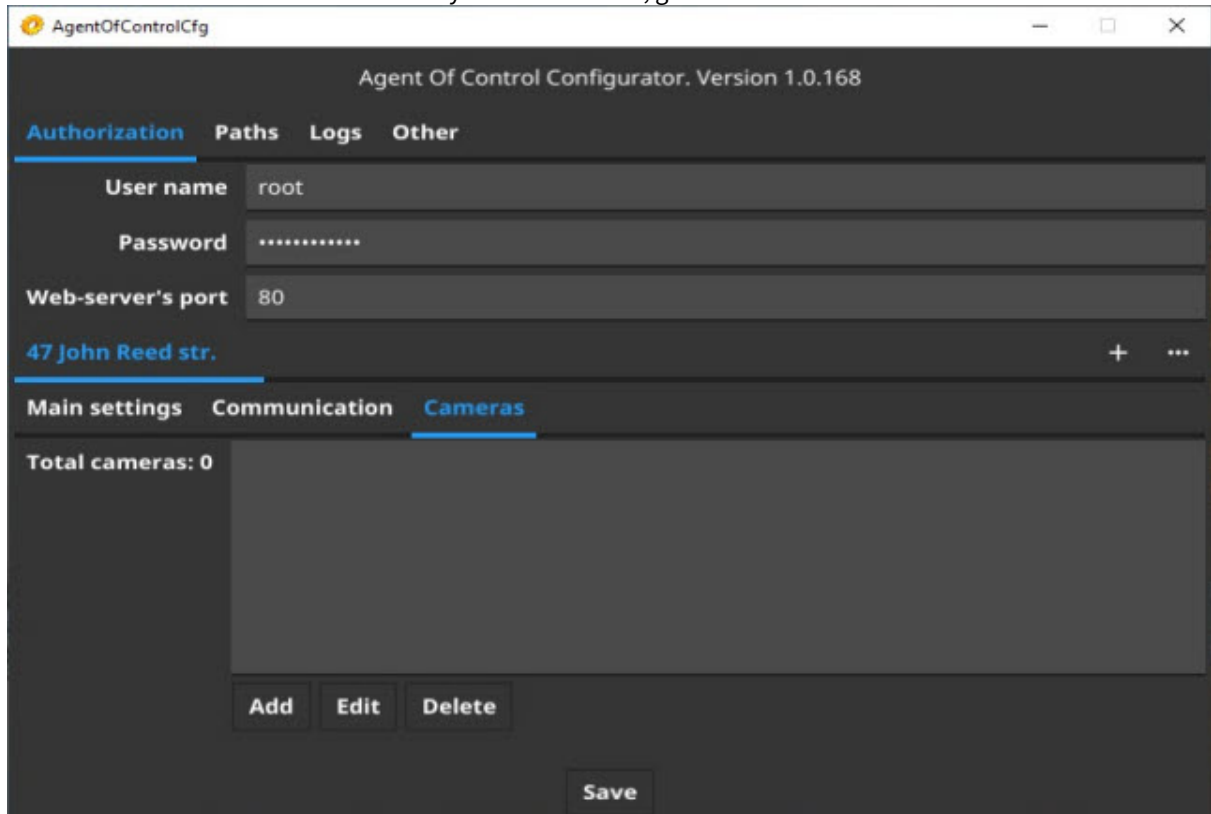 AgentOfControlCfg
Agent Of Control Configurator. Version 1.0.168
Authorization Paths Logs Other
User name root
Password ••••••••••••
Web-server's port 80
47 John Reed str. + •••
Main settings Communication Cameras
Total cameras: 0
Add Edit Delete
Save